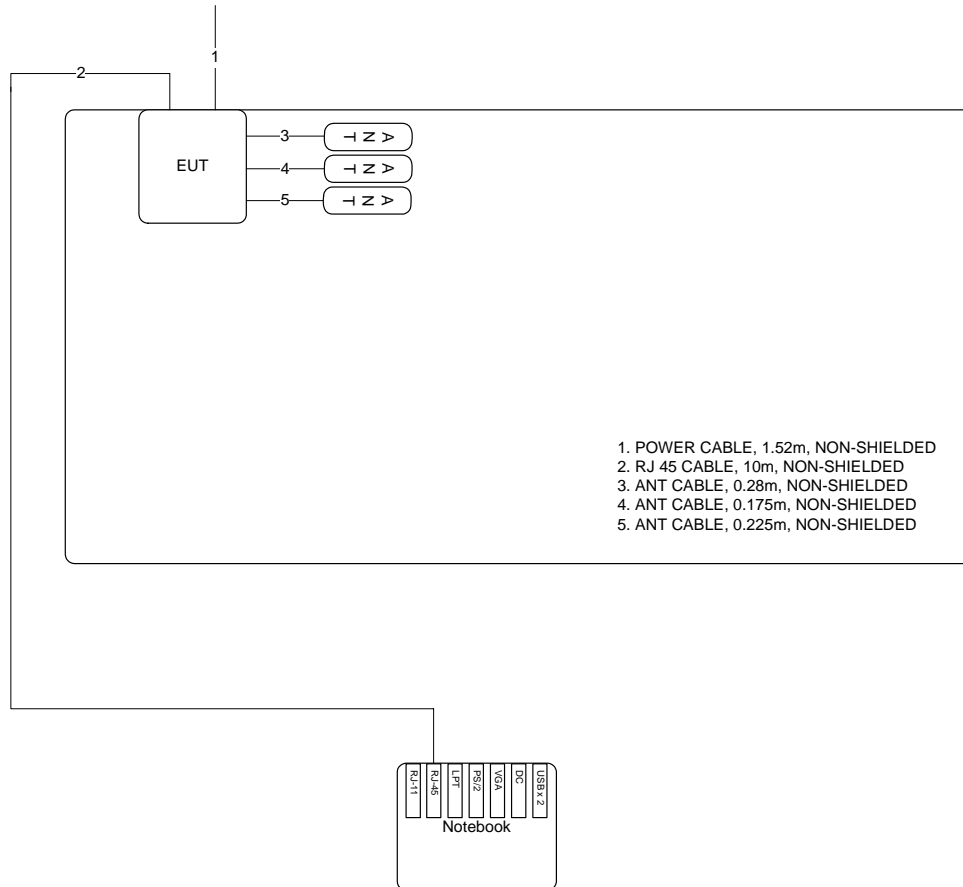 1
2
EUT
3
ANT
4
ANT
5
ANT
1. POWER CABLE, 1.52m, NON-SHIELDED
2. RJ 45 CABLE, 10m, NON-SHIELDED
3. ANT CABLE, 0.28m, NON-SHIELDED
4. ANT CABLE, 0.175m, NON-SHIELDED
5. ANT CABLE, 0.225m, NON-SHIELDED
RJ-11
RJ-45
LPT
PS/2
VGA
DC
USB x 2
Notebook